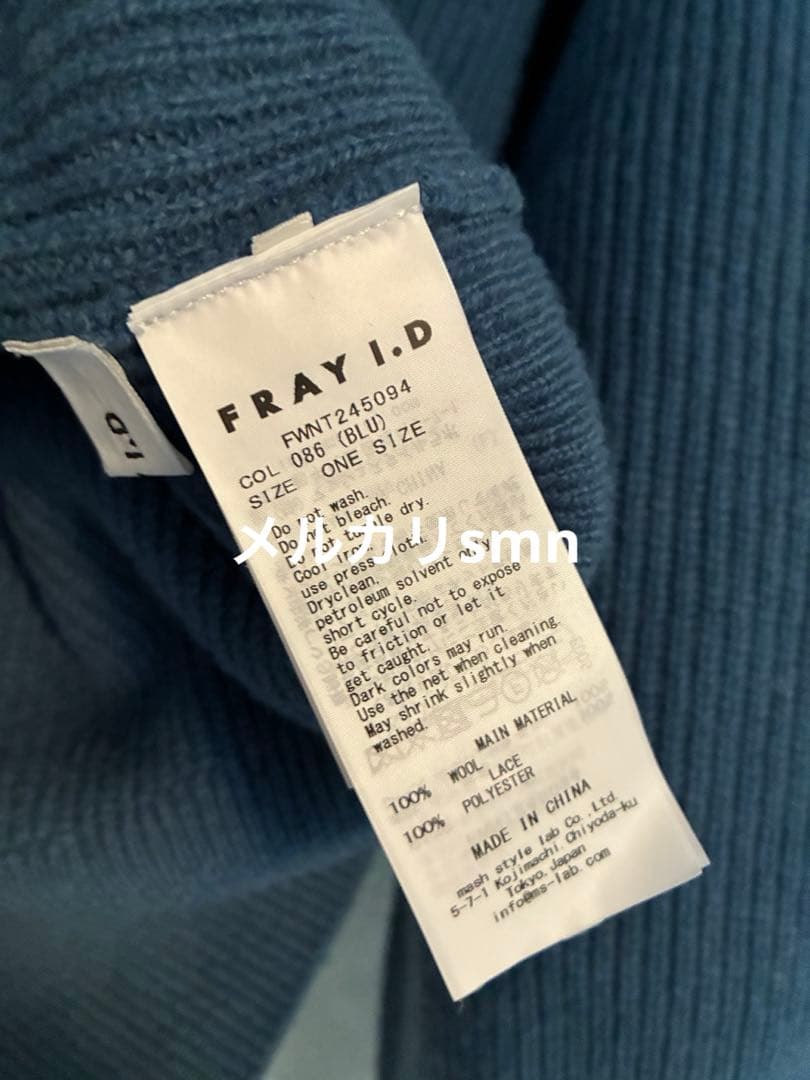 FRAY I.D
FWNT245094
COL 086 (BLU)
SIZE ONE SIZE
Do not wash.
Do not bleach.
Do not tumble dry.
Cool iron.
use press cloth.
Dryclean.
petroleum solvent only
short cycle.
Be careful not to expose
to friction or let it
get caught.
Dark colors may run.
Use the net when cleaning.
May shrink slightly when
washed.
MAIN MATERIAL
100% WOOL
LACE
100% POLYESTER
MADE IN CHINA
mash style lab Co.,Ltd.
5-7-1 Kojimachi.Chiyoda-ku
Tokyo.Japan
info@ms-lab.com
I.D
メルカリsmn